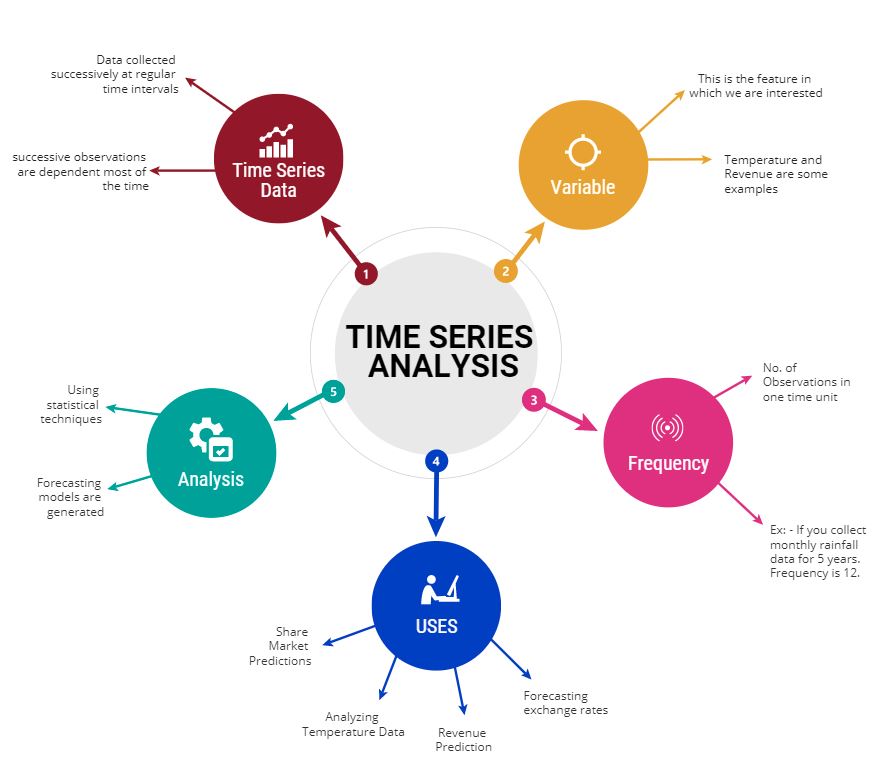 TIME SERIES
ANALYSIS
1
Time Series
Data
Data collected
successively at regular
time intervals
successive observations
are dependent most of
the time
2
Variable
This is the feature in
which we are interested
Temperature and
Revenue are some
examples
3
Frequency
No. of
Observations in
one time unit
Ex: - If you collect
monthly rainfall
data for 5 years.
Frequency is 12.
4
USES
Share
Market
Predictions
Analyzing
Temperature Data
Revenue
Prediction
Forecasting
exchange rates
5
Analysis
Using
statistical
techniques
Forecasting
models are
generated